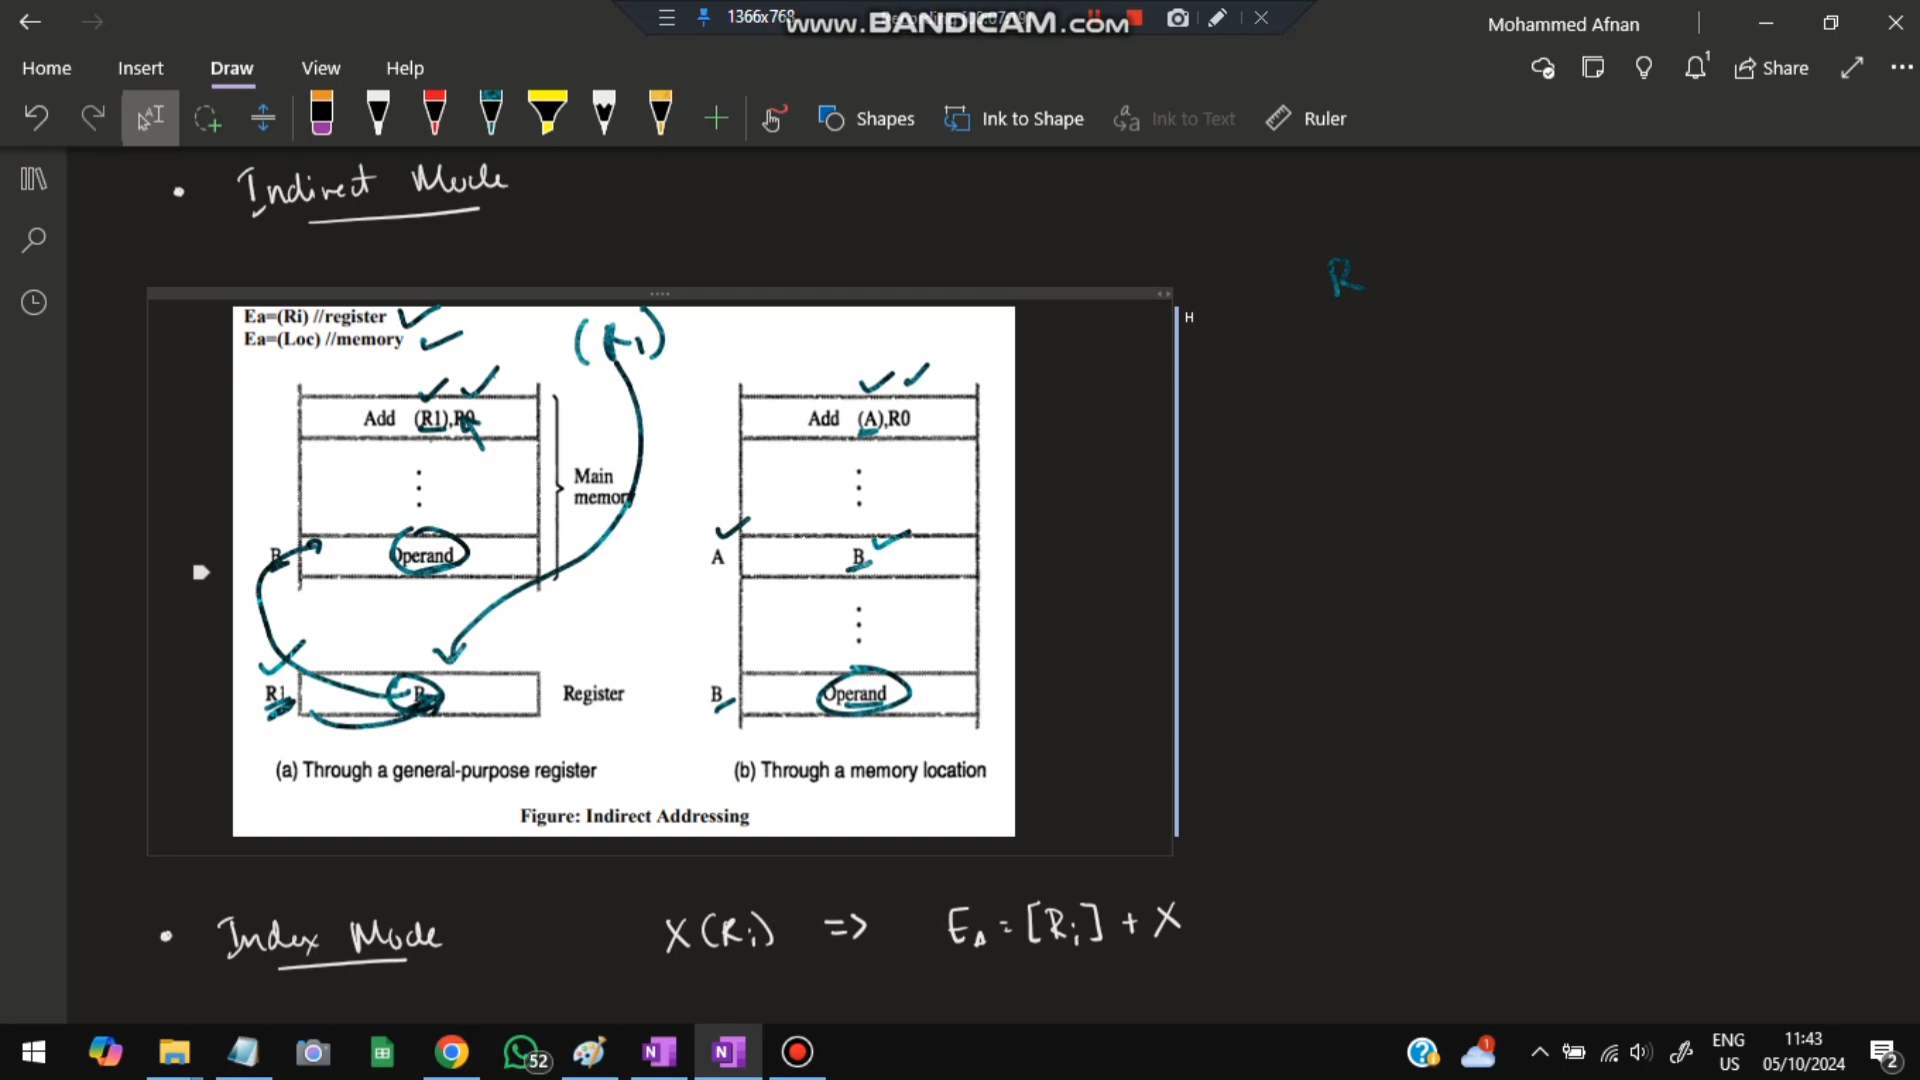 1366x768
www.BANDICAM.com
Mohammed Afnan
Home Insert Draw View Help
Share
Shapes Ink to Shape Ink to Text Ruler
• Indirect Mode
R
Ea=(Ri) //register
Ea=(Loc) //memory
(R1)
Add (R1),R0
Main
memory
B Operand
R1 B Register
(a) Through a general-purpose register
Add (A),R0
A B
B Operand
(b) Through a memory location
Figure: Indirect Addressing
H
• Index Mode X(Ri) => EA = [Ri] + X
52
1
ENG
US
11:43
05/10/2024
2